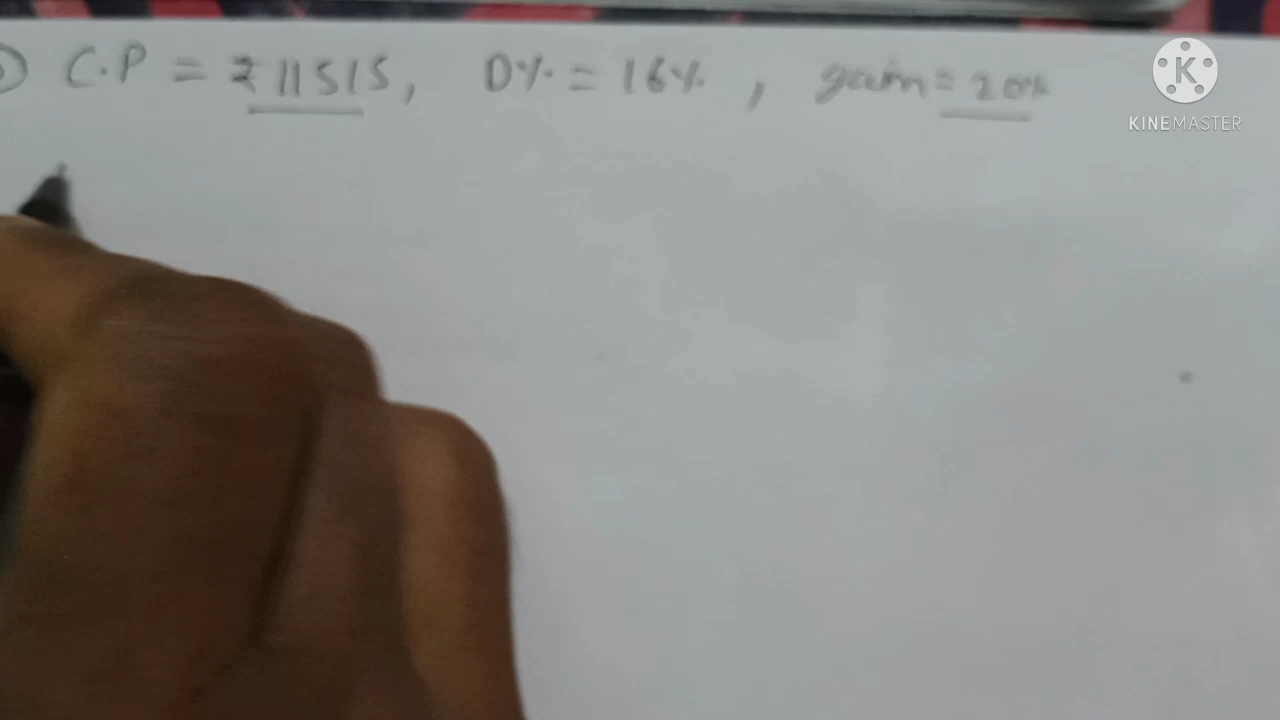 ) C.P = ₹11515, D% = 16% , gain = 20%
KINEMASTER